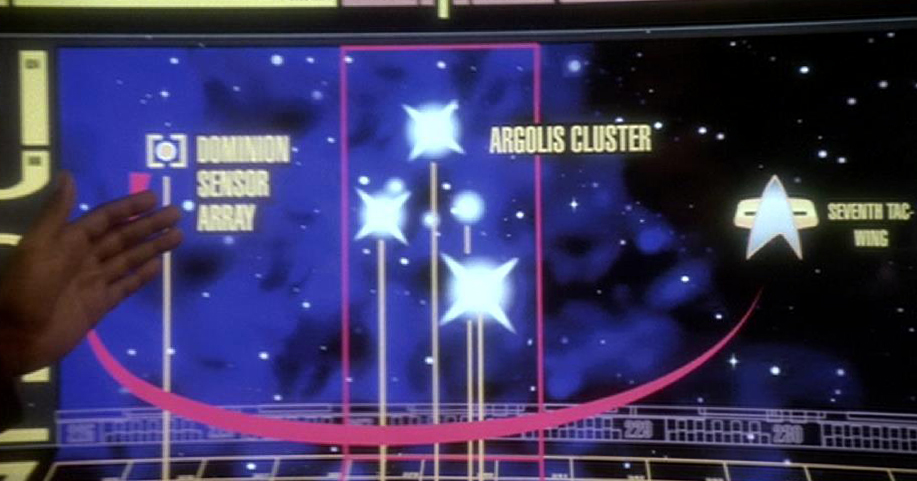 DOMINION
SENSOR
ARRAY
ARGOLIS CLUSTER
SEVENTH TAC-
WING
229
230